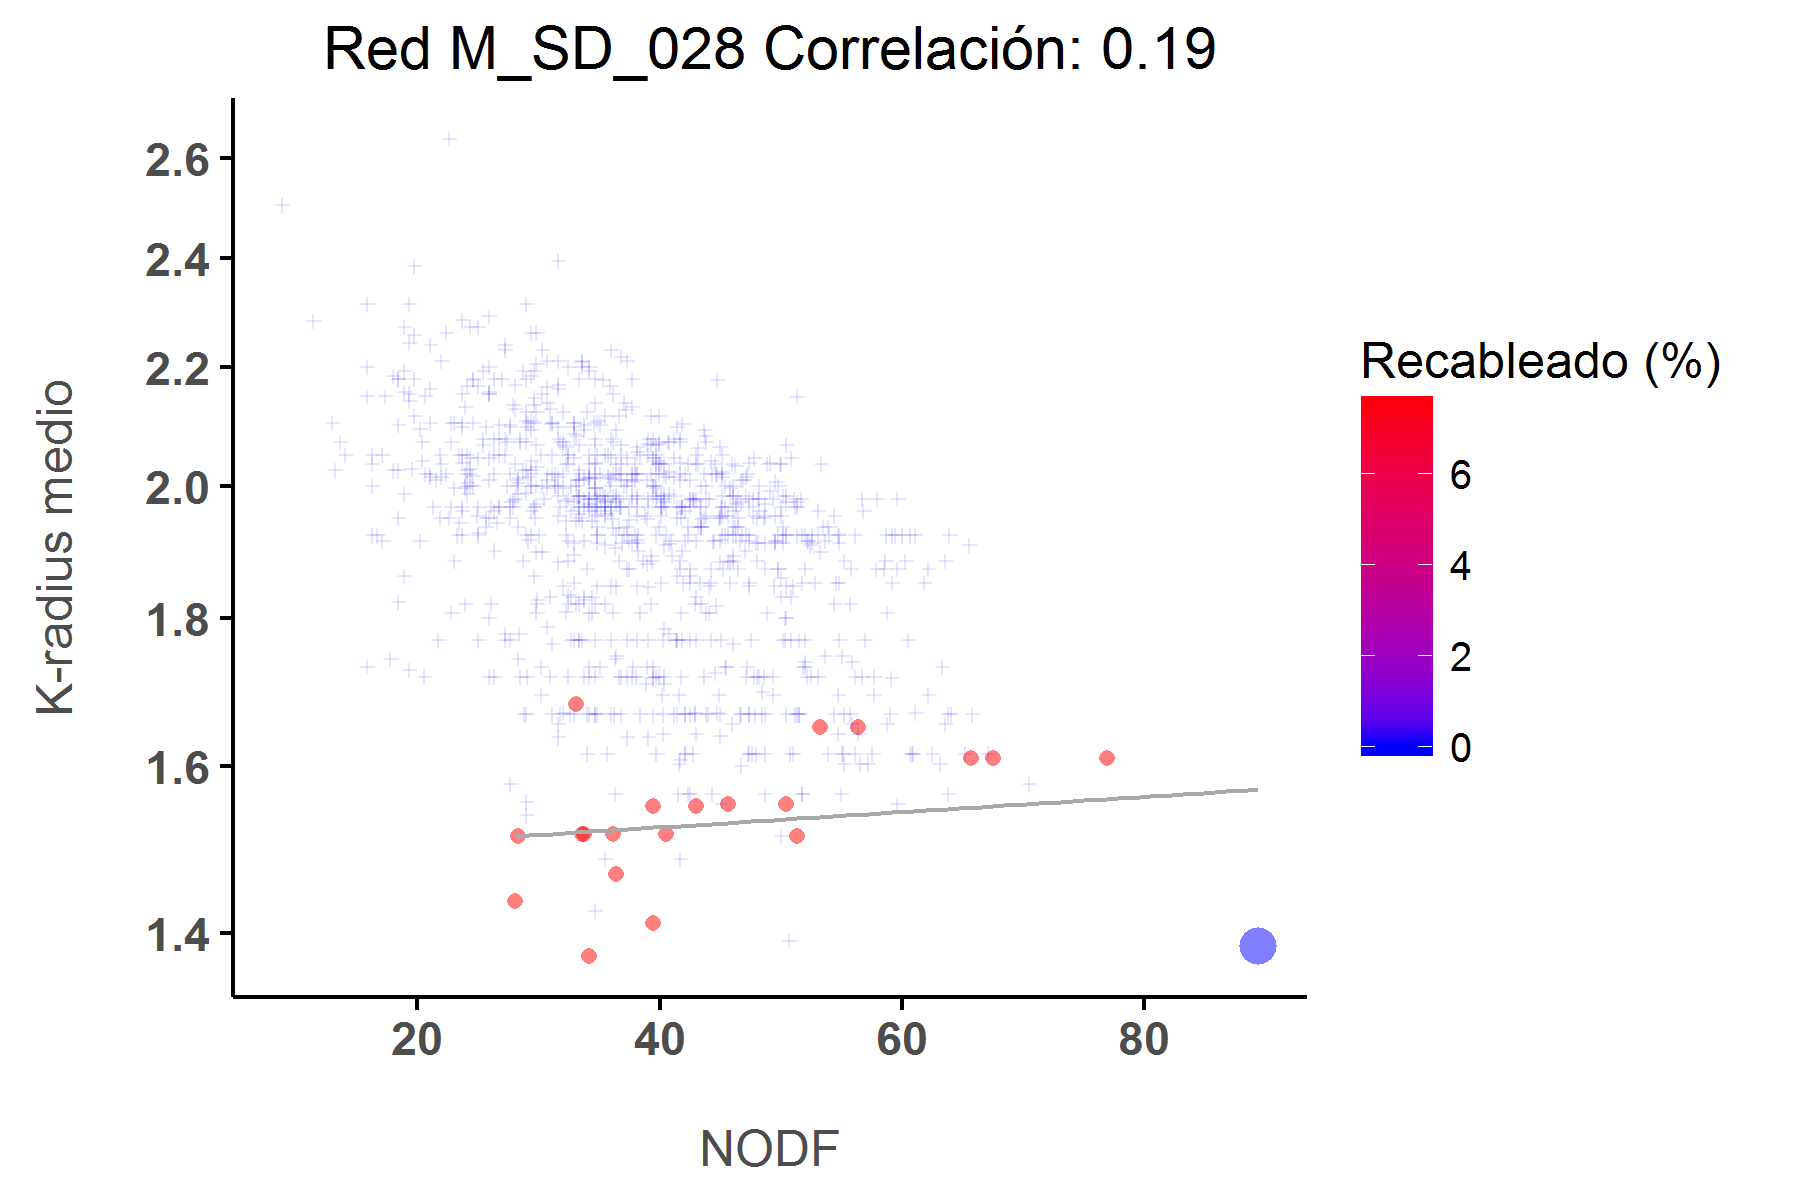 Red M_SD_028 Correlación: 0.19
K-radius medio
2.6
2.4
2.2
2.0
1.8
1.6
1.4
20 40 60 80
NODF
Recableado (%)
6
4
2
0